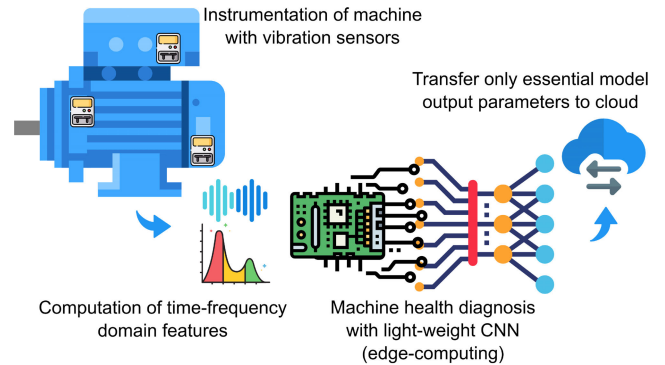 Instrumentation of machine
with vibration sensors
Transfer only essential model
output parameters to cloud
Computation of time-frequency
domain features
Machine health diagnosis
with light-weight CNN
(edge-computing)